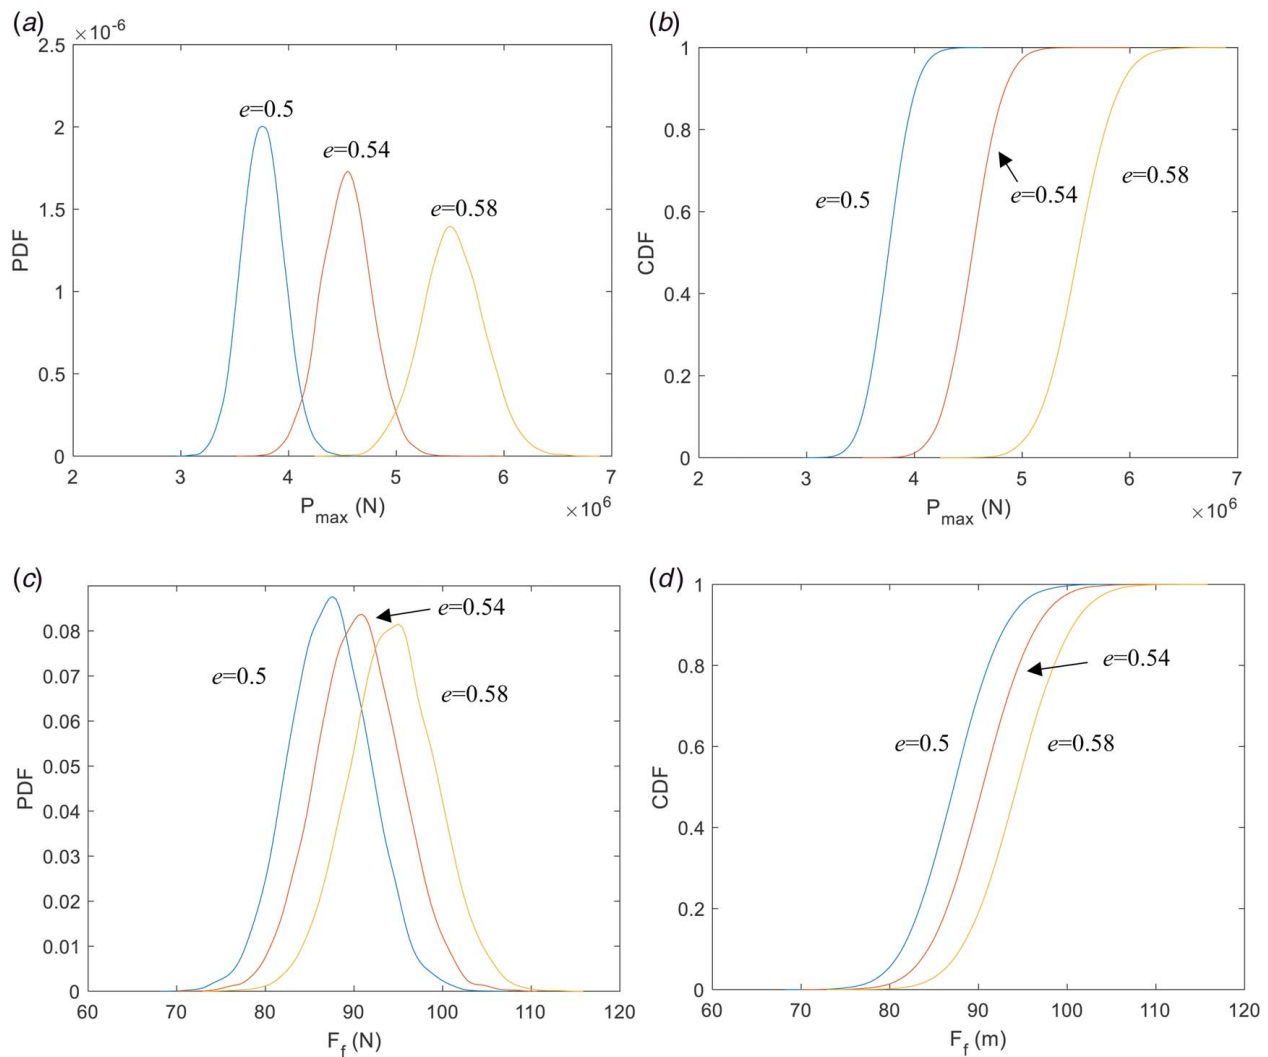 (a)
×10⁻⁶
2.5
2
1.5
1
0.5
0
PDF
e=0.5
e=0.54
e=0.58
2 3 4 5 6 7
P_max (N)
×10⁶
(b)
1
0.8
0.6
0.4
0.2
0
CDF
e=0.5
e=0.54
e=0.58
2 3 4 5 6 7
P_max (N)
×10⁶
(c)
0.08
0.07
0.06
0.05
0.04
0.03
0.02
0.01
0
PDF
e=0.5
e=0.54
e=0.58
60 70 80 90 100 110 120
F_f (N)
(d)
1
0.8
0.6
0.4
0.2
0
CDF
e=0.54
e=0.5
e=0.58
60 70 80 90 100 110 120
F_f (m)